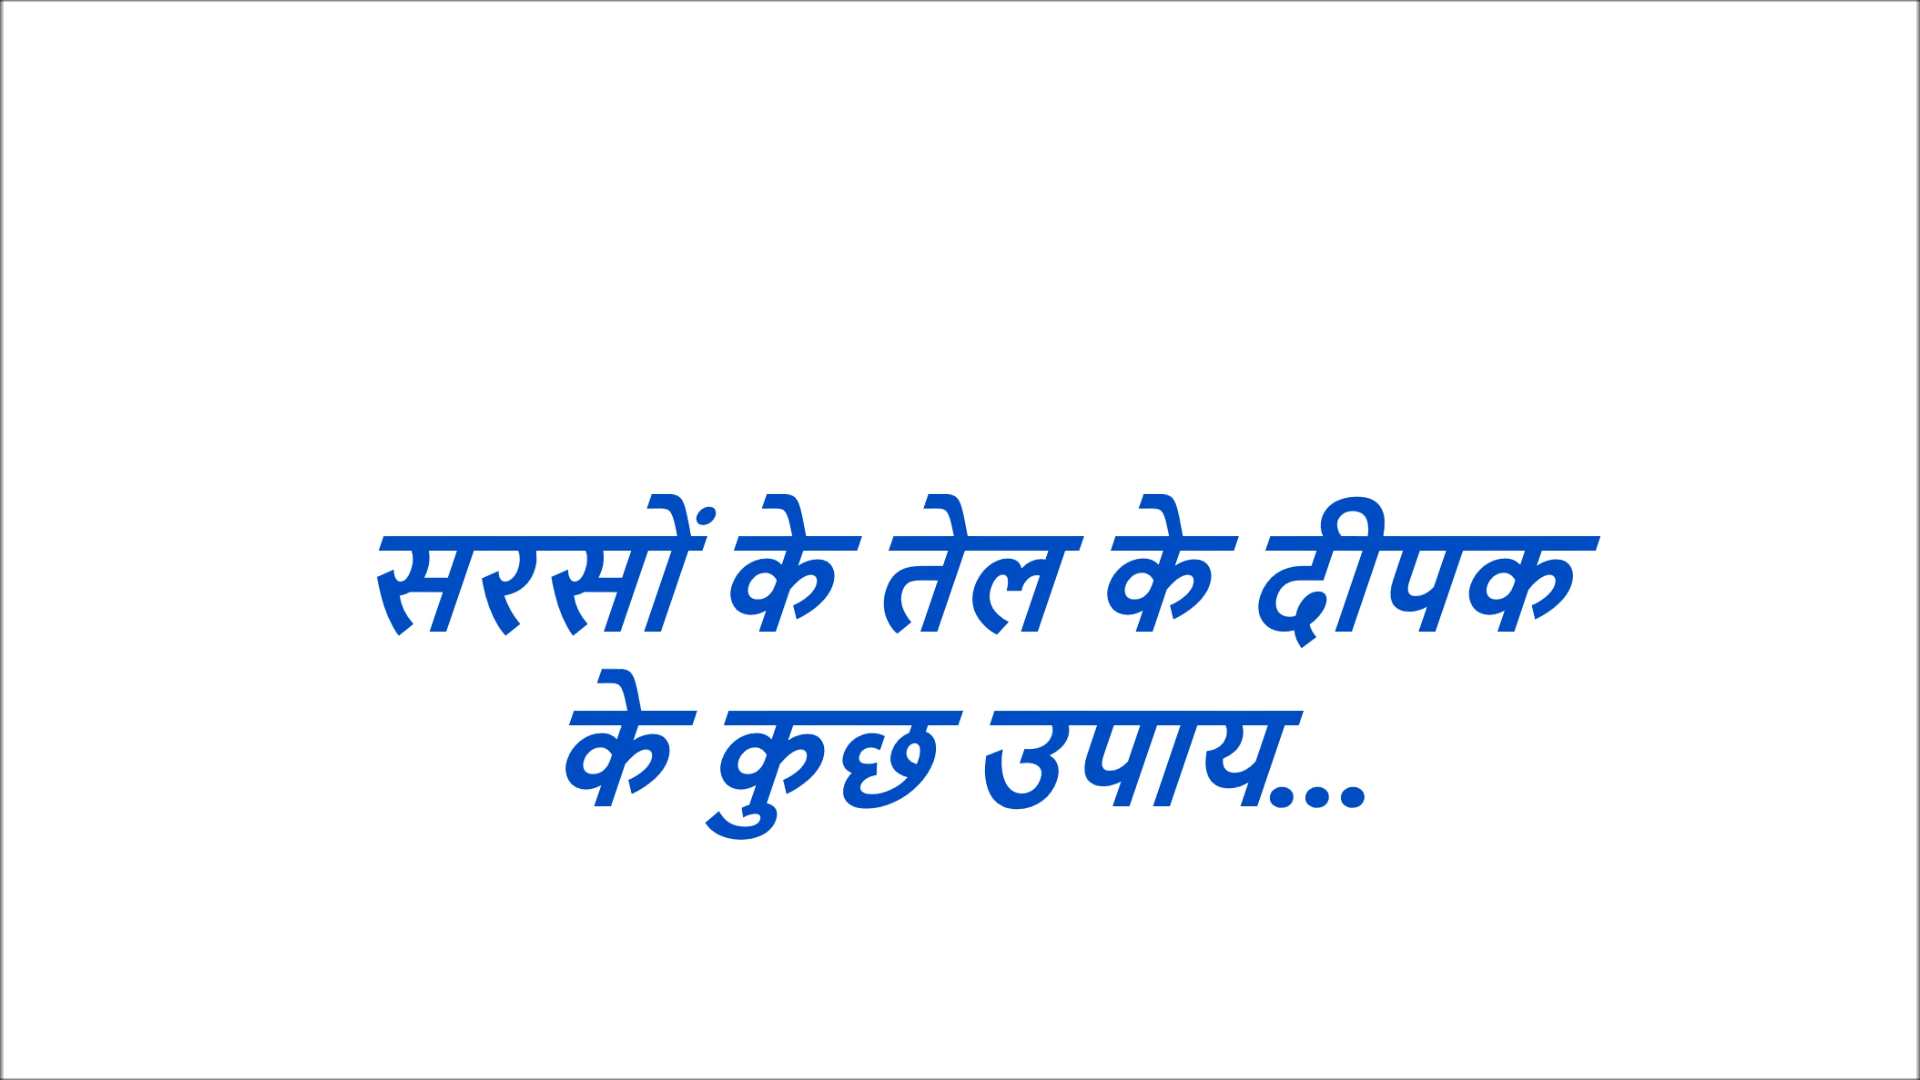 सरसों के तेल के दीपक
के कुछ उपाय...